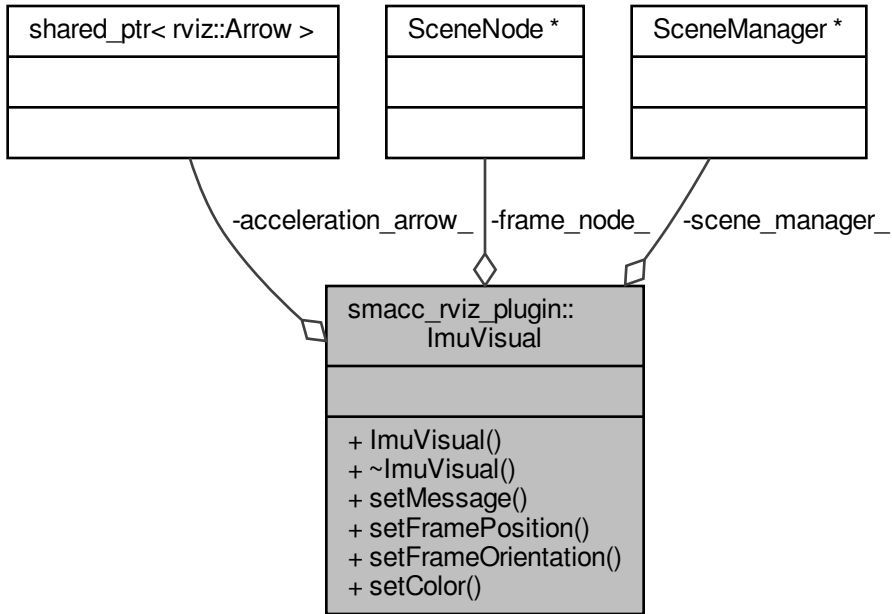 shared_ptr< rviz::Arrow >
SceneNode *
SceneManager *
-acceleration_arrow_
-frame_node_
-scene_manager_
smacc_rviz_plugin::
ImuVisual
+ ImuVisual()
+ ~ImuVisual()
+ setMessage()
+ setFramePosition()
+ setFrameOrientation()
+ setColor()